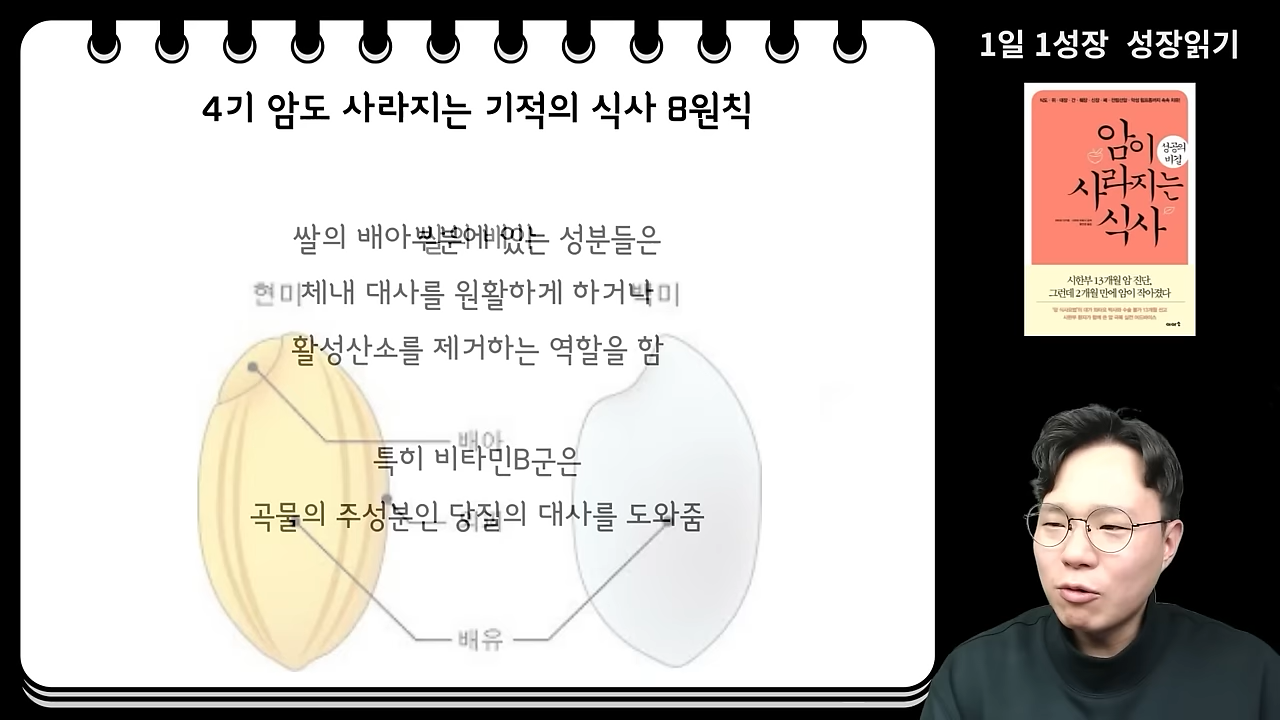 4기 암도 사라지는 기적의 식사 8원칙
쌀의 배아 부분에 있는 성분들은
체내 대사를 원활하게 하거나
활성산소를 제거하는 역할을 함
현미
백미
배아
특히 비타민B군은
곡물의 주성분인 당질의 대사를 도와줌
배유
1일 1성장 성장읽기
암이
사라지는
식사
성공의
비결
시한부 13개월 암 진단,
그런데 2개월 만에 암이 작아졌다